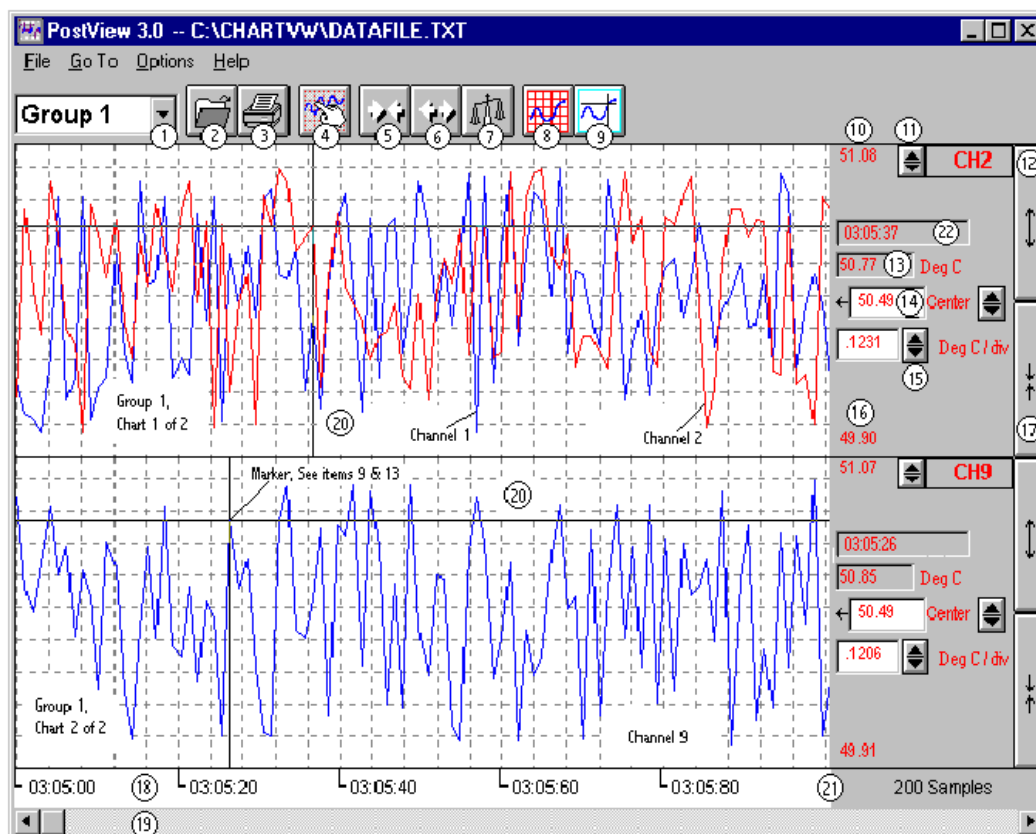 PostView 3.0 -- C:\CHARTVW\DATAFILE.TXT
File Go To Options Help
Group 1
1 2 3 4 5 6 7 8 9
10 11
51.08 CH2 12
03:05:37 22
50.77 13 Deg C
50.49 14 Center
.1231 Deg C / div
15
16
49.90 17
Group 1,
Chart 1 of 2
20
Channel 1
Channel 2
Marker, See items 9 & 13
20
51.07 CH9
03:05:26
50.85 Deg C
50.49 Center
.1206 Deg C / div
49.91
Group 1,
Chart 2 of 2
Channel 9
03:05:00 18 03:05:20 03:05:40 03:05:60 03:05:80 21 200 Samples
19